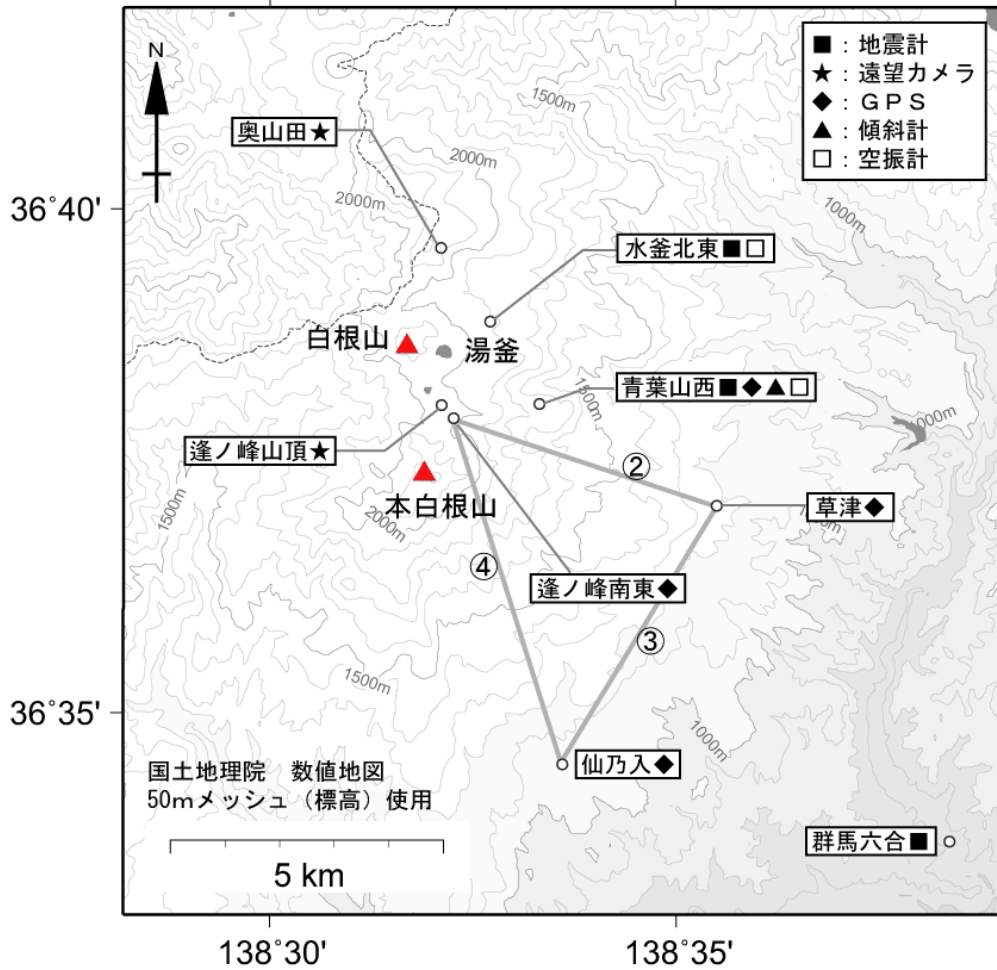 N
■：地震計
★：遠望カメラ
◆：ＧＰＳ
▲：傾斜計
□：空振計
1500m
奥山田★
2000m
2000m
1000m
36°40'
水釜北東■□
白根山
湯釜
青葉山西■◆▲□
1500m
逢ノ峰山頂★
②
本白根山
1500m
2000m
草津◆
④
逢ノ峰南東◆
③
1500m
36°35'
1000m
仙乃入◆
国土地理院　数値地図
50mメッシュ（標高）使用
群馬六合■
5 km
138°30'
138°35'